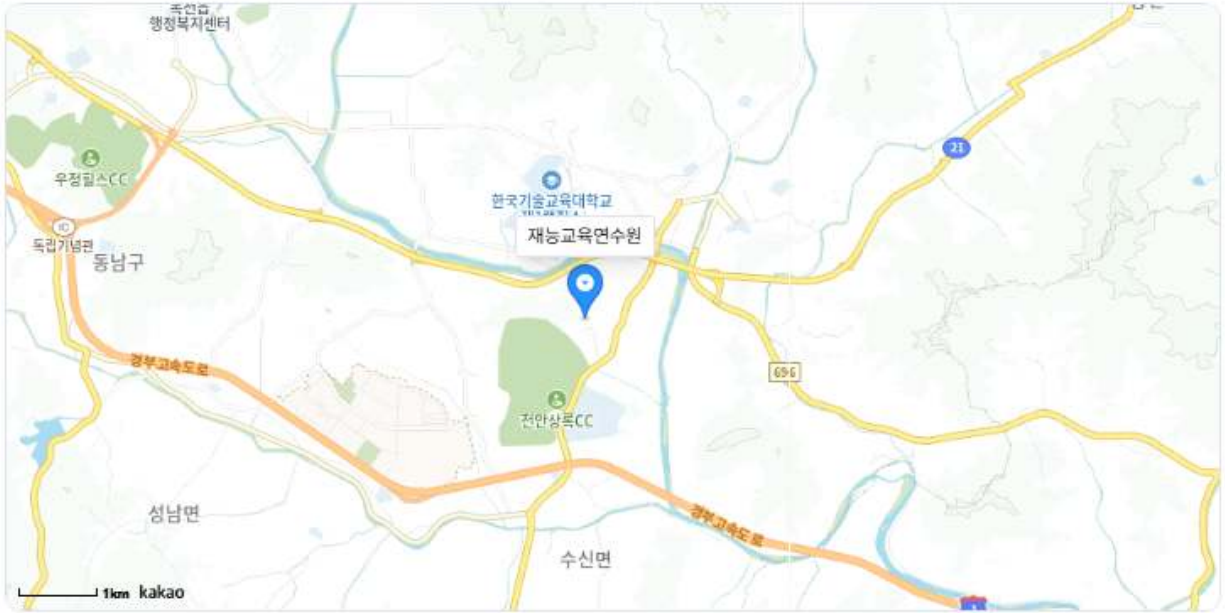 행정복지센터
21
우정힐스CC
한국기술교육대학교
재능교육연수원
IC
독립기념관
동남구
경부고속도로
696
천안상록CC
성남면
경부고속도로
수신면
1km kakao